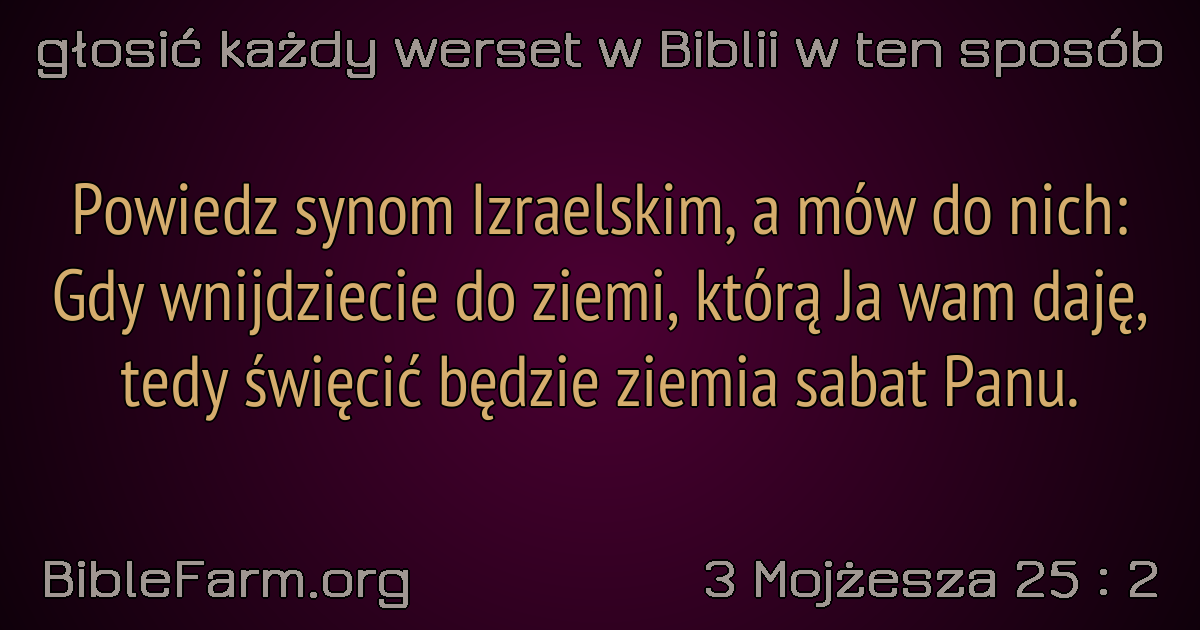 głosić każdy werset w Biblii w ten sposób
Powiedz synom Izraelskim, a mów do nich:
Gdy wnijdziecie do ziemi, którą Ja wam daję,
tedy święcić będzie ziemia sabat Panu.
BibleFarm.org
3 Mojżesza 25 : 2